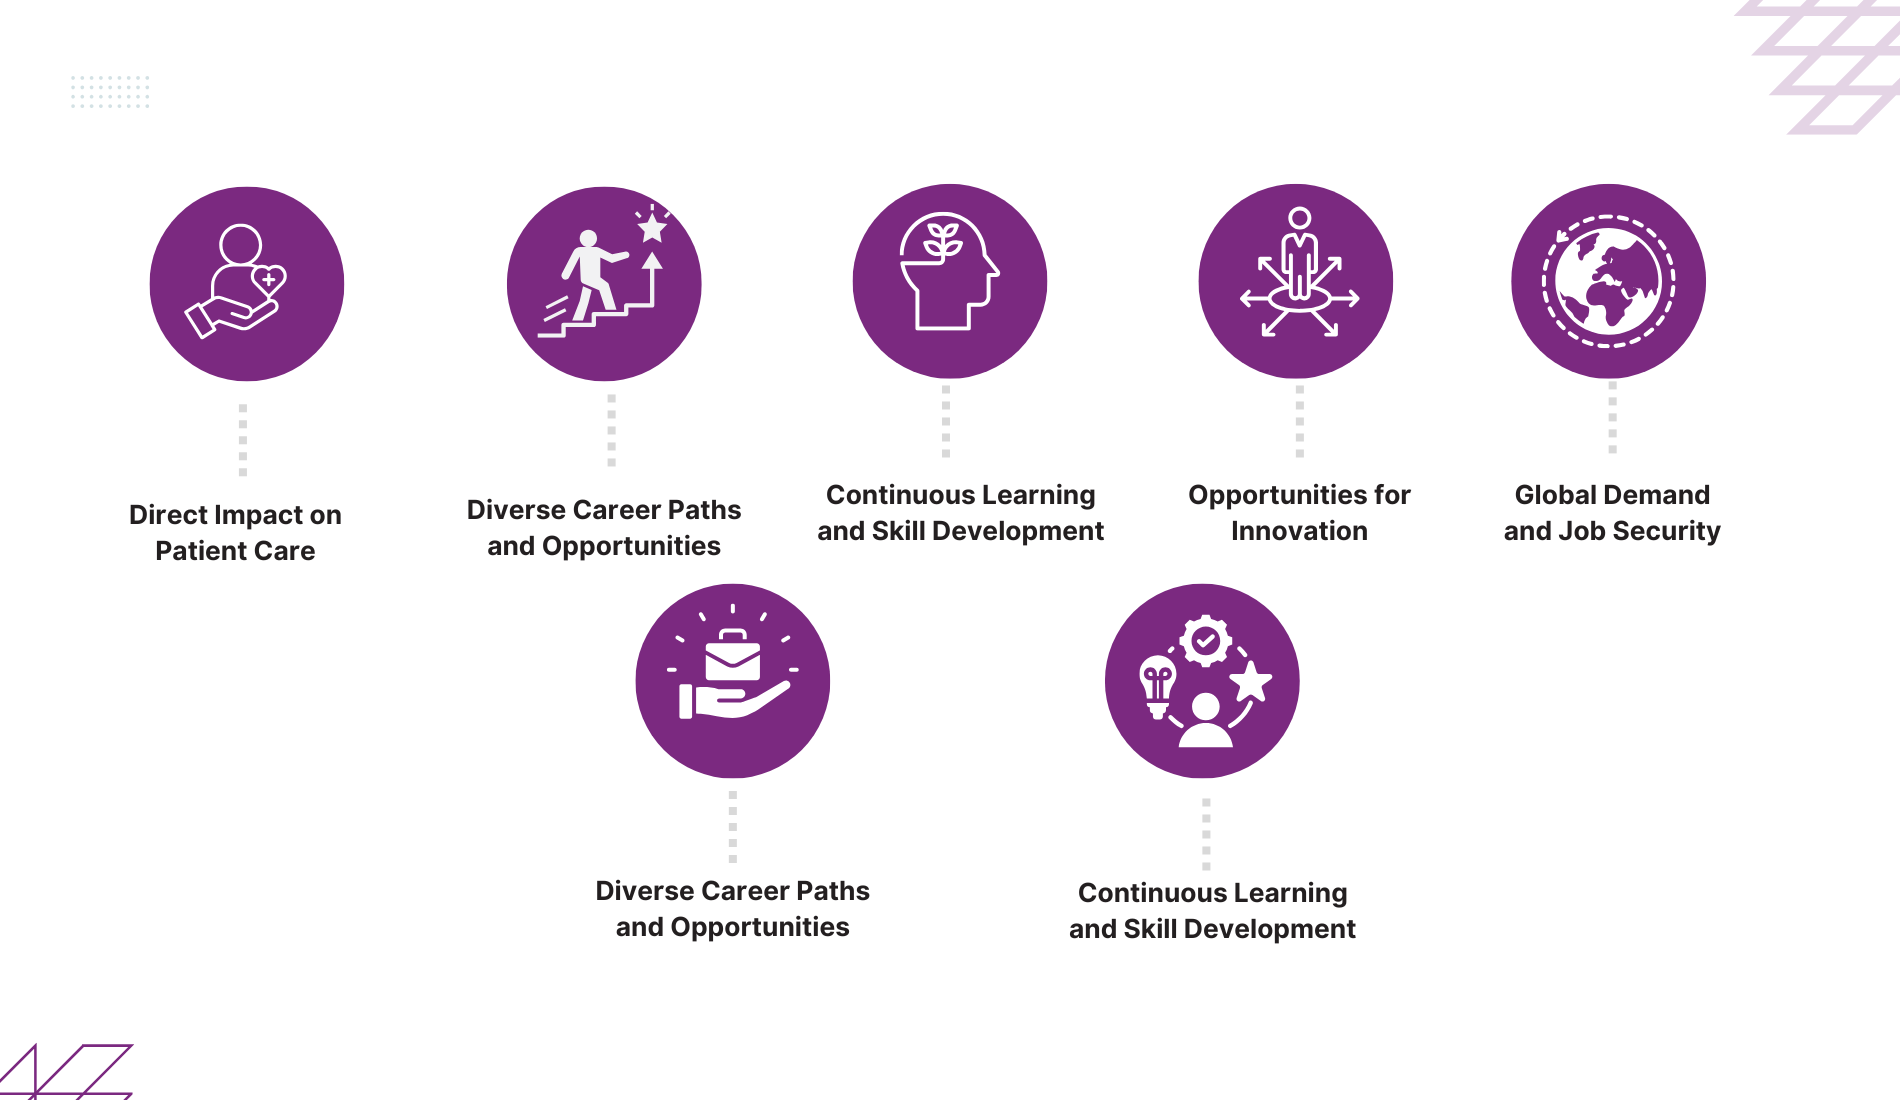 Direct Impact on
Patient Care
Diverse Career Paths
and Opportunities
Continuous Learning
and Skill Development
Opportunities for
Innovation
Global Demand
and Job Security
Diverse Career Paths
and Opportunities
Continuous Learning
and Skill Development